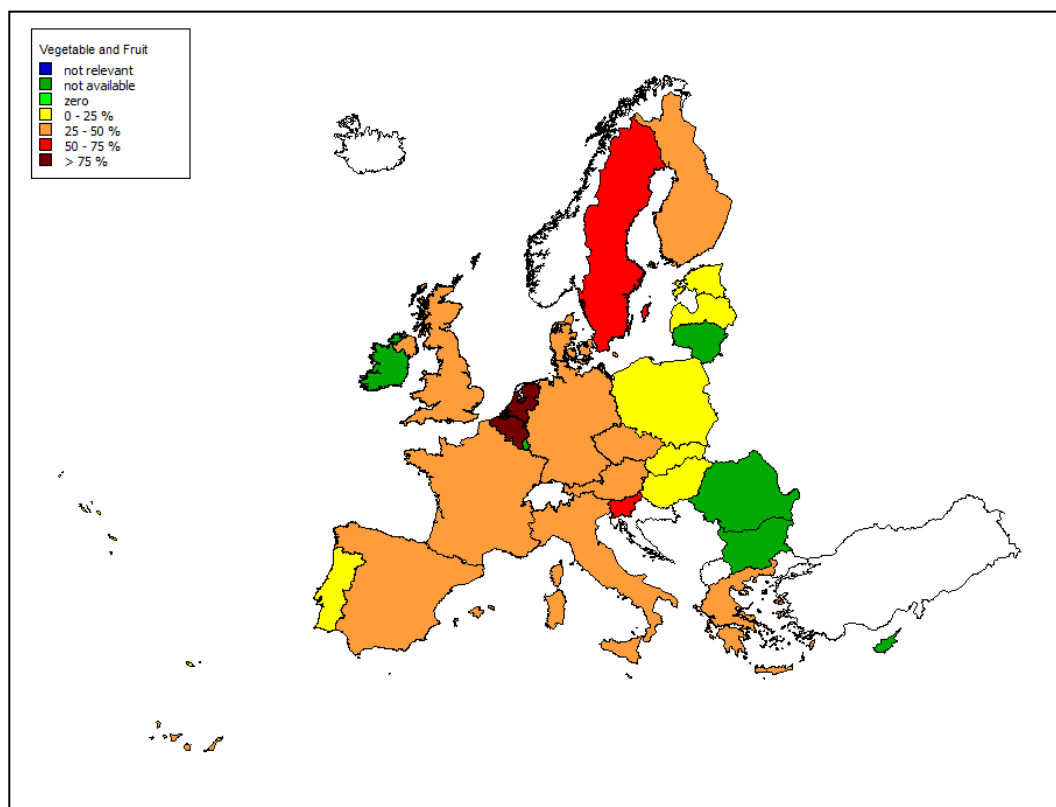 Vegetable and Fruit
not relevant
not available
zero
0 - 25 %
25 - 50 %
50 - 75 %
> 75 %